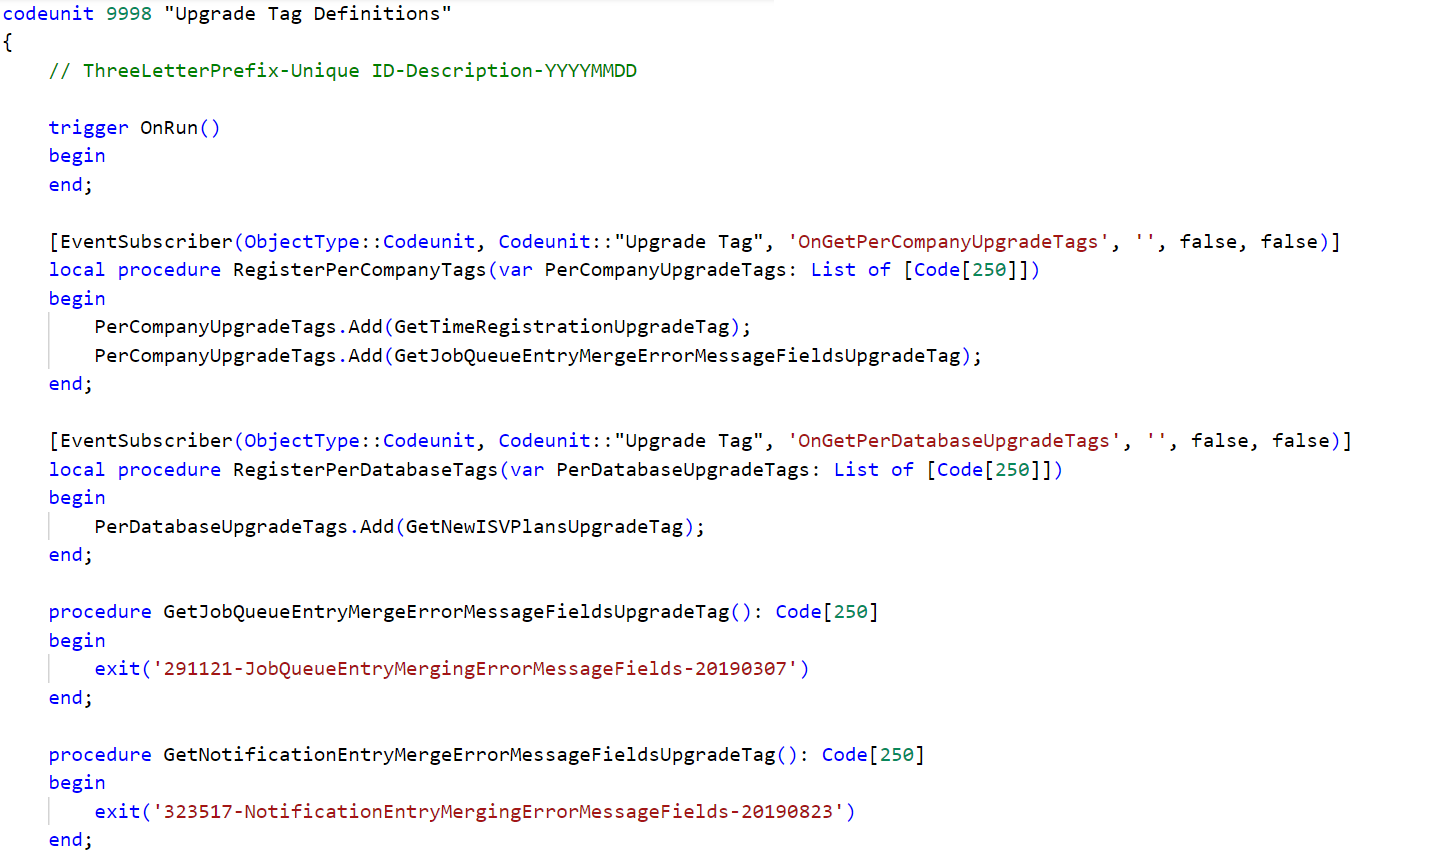 codeunit 9998 "Upgrade Tag Definitions"
{
    // ThreeLetterPrefix-Unique ID-Description-YYYYMMDD

    trigger OnRun()
    begin
    end;

    [EventSubscriber(ObjectType::Codeunit, Codeunit::"Upgrade Tag", 'OnGetPerCompanyUpgradeTags', '', false, false)]
    local procedure RegisterPerCompanyTags(var PerCompanyUpgradeTags: List of [Code[250]])
    begin
        PerCompanyUpgradeTags.Add(GetTimeRegistrationUpgradeTag);
        PerCompanyUpgradeTags.Add(GetJobQueueEntryMergeErrorMessageFieldsUpgradeTag);
    end;

    [EventSubscriber(ObjectType::Codeunit, Codeunit::"Upgrade Tag", 'OnGetPerDatabaseUpgradeTags', '', false, false)]
    local procedure RegisterPerDatabaseTags(var PerDatabaseUpgradeTags: List of [Code[250]])
    begin
        PerDatabaseUpgradeTags.Add(GetNewISVPlansUpgradeTag);
    end;

    procedure GetJobQueueEntryMergeErrorMessageFieldsUpgradeTag(): Code[250]
    begin
        exit('291121-JobQueueEntryMergingErrorMessageFields-20190307')
    end;

    procedure GetNotificationEntryMergeErrorMessageFieldsUpgradeTag(): Code[250]
    begin
        exit('323517-NotificationEntryMergingErrorMessageFields-20190823')
    end;